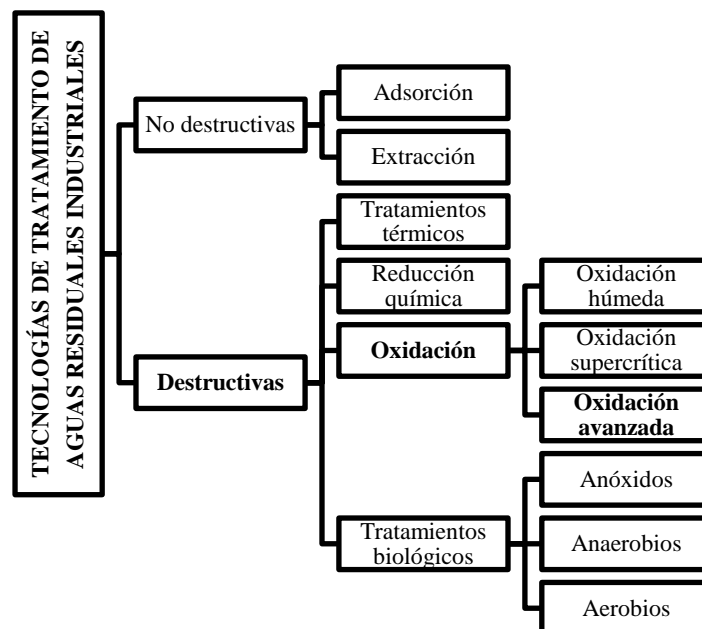 TECNOLOGÍAS DE TRATAMIENTO DE
AGUAS RESIDUALES INDUSTRIALES
No destructivas
Adsorción
Extracción
Destructivas
Tratamientos
térmicos
Reducción
química
Oxidación
Oxidación
húmeda
Oxidación
supercrítica
Oxidación
avanzada
Tratamientos
biológicos
Anóxidos
Anaerobios
Aerobios